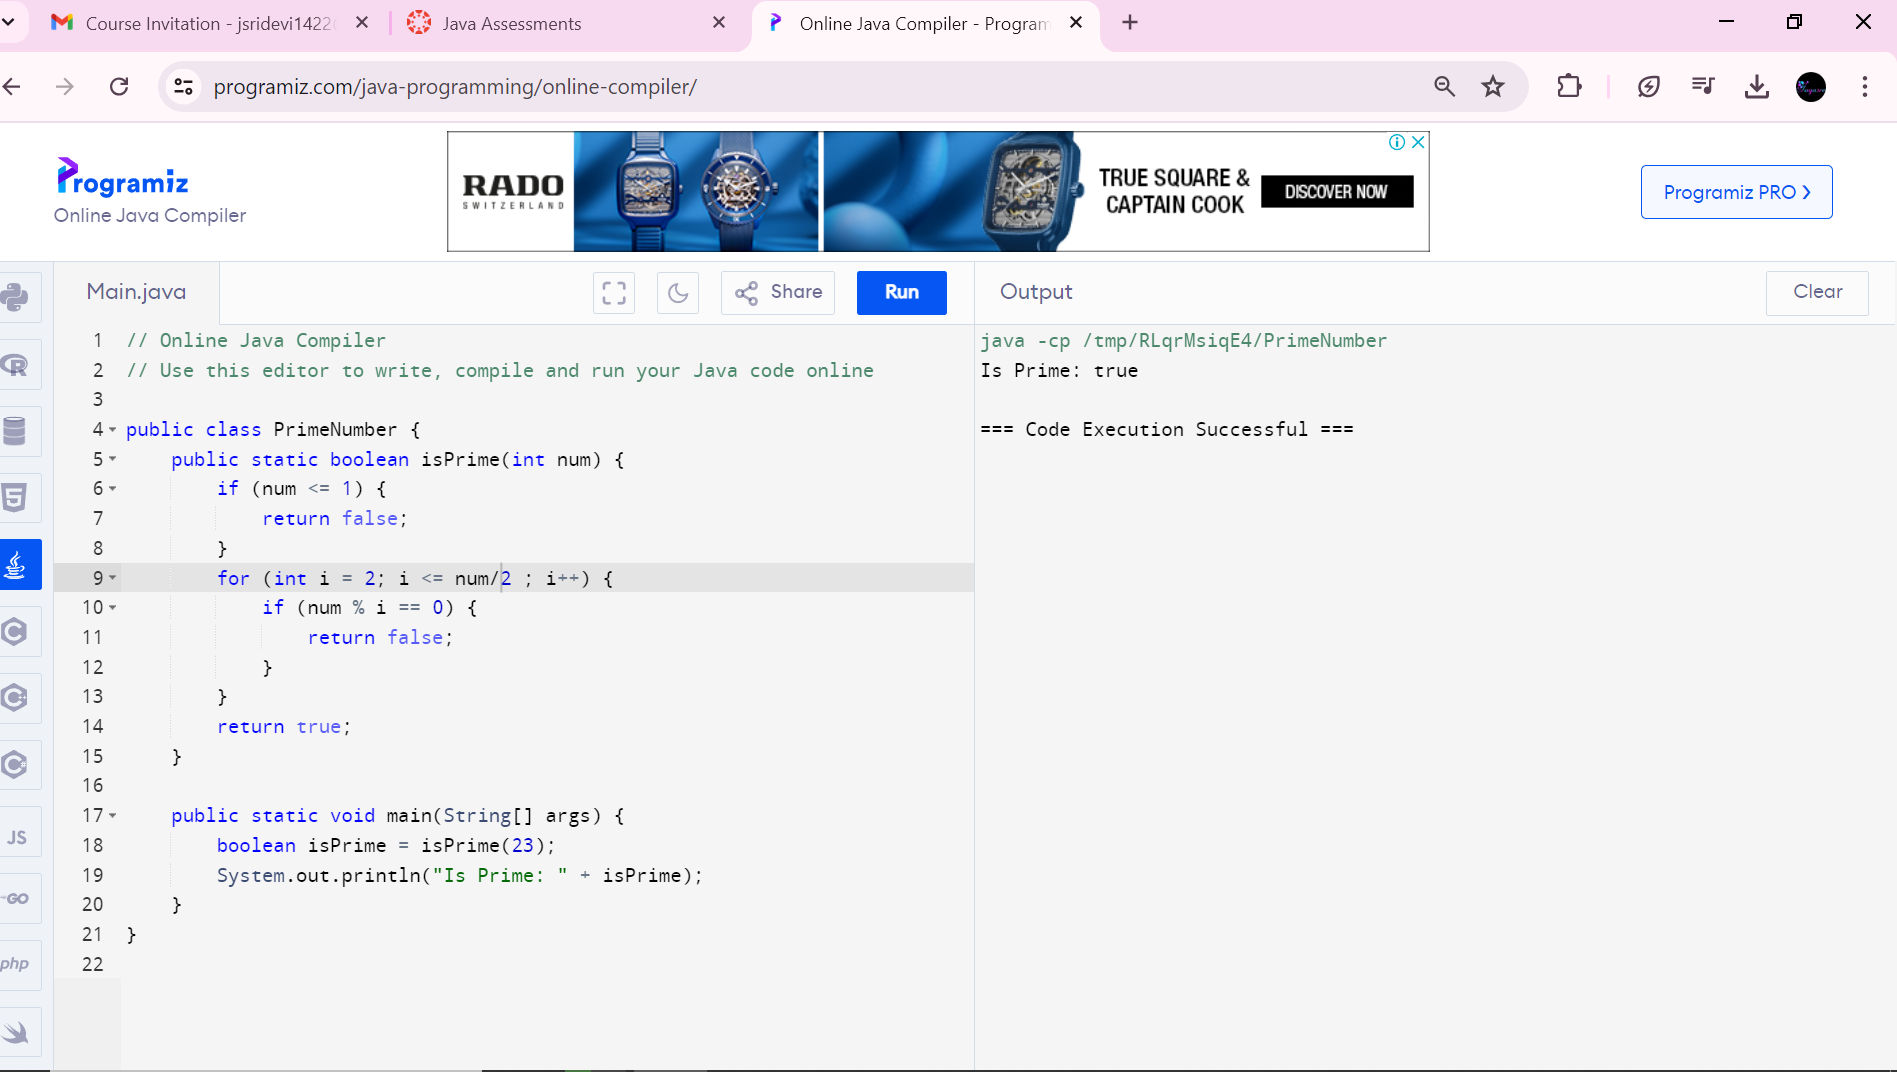 Course Invitation - jsridevi1422
Java Assessments
Online Java Compiler - Program
programiz.com/java-programming/online-compiler/
Programiz
Online Java Compiler
RADO
SWITZERLAND
TRUE SQUARE &
CAPTAIN COOK
DISCOVER NOW
Programiz PRO >
Main.java
Share
Run
Output
Clear
1 // Online Java Compiler
2 // Use this editor to write, compile and run your Java code online
3
4 public class PrimeNumber {
5     public static boolean isPrime(int num) {
6         if (num <= 1) {
7             return false;
8         }
9         for (int i = 2; i <= num/2 ; i++) {
10             if (num % i == 0) {
11                 return false;
12             }
13         }
14         return true;
15     }
16
17     public static void main(String[] args) {
18         boolean isPrime = isPrime(23);
19         System.out.println("Is Prime: " + isPrime);
20     }
21 }
22
java -cp /tmp/RLqrMsiqE4/PrimeNumber
Is Prime: true
=== Code Execution Successful ===
R
5
C
C
C
JS
GO
php